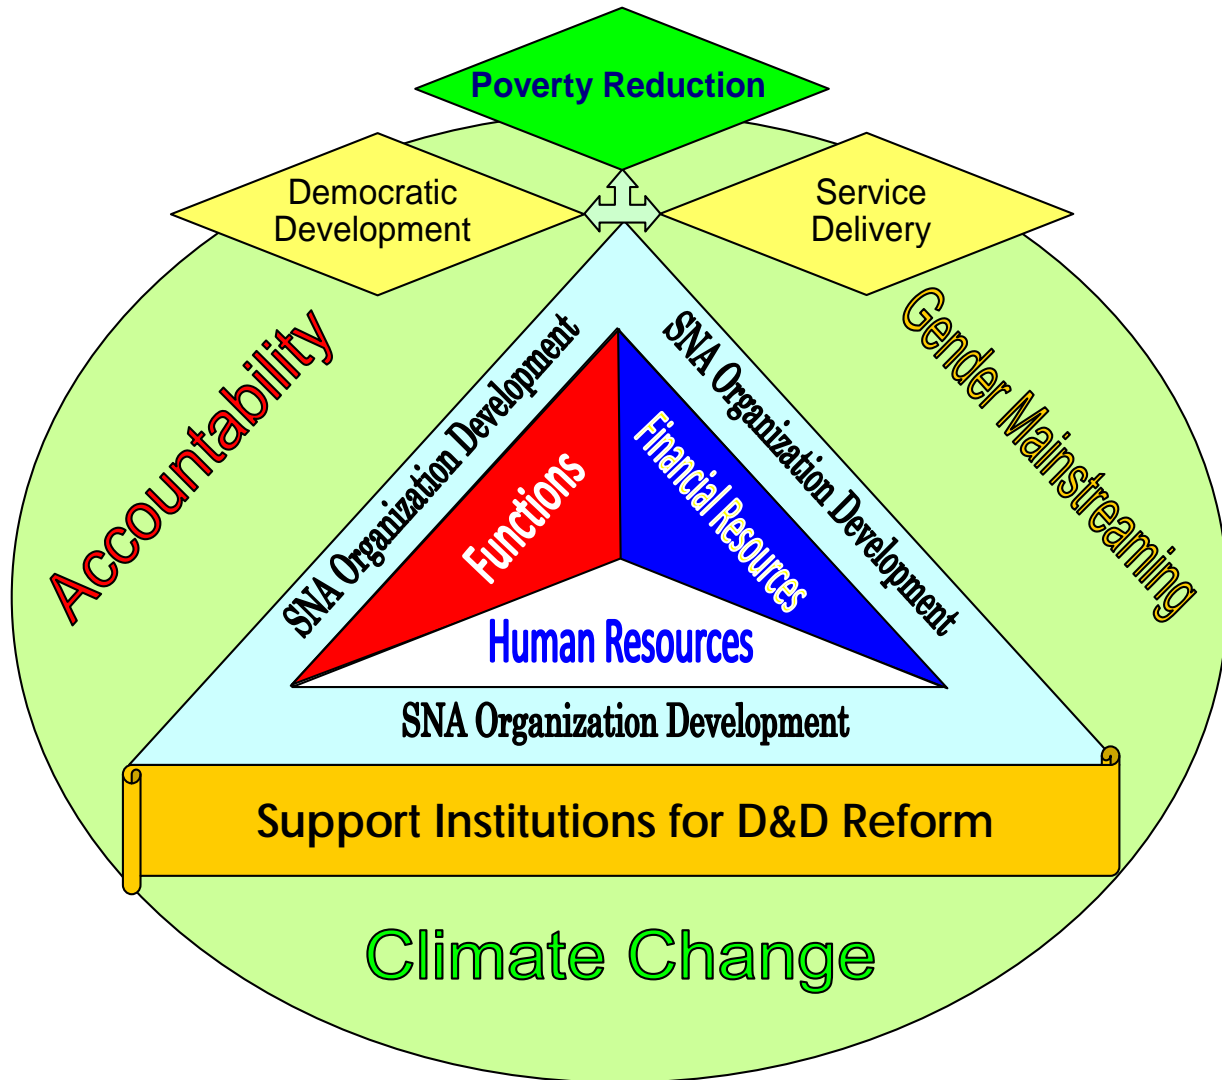 Poverty Reduction
Democratic
Development
Service
Delivery
Accountability
Gender Mainstreaming
SNA Organization Development
SNA Organization Development
Functions
Financial Resources
Human Resources
SNA Organization Development
Support Institutions for D&D Reform
Climate Change